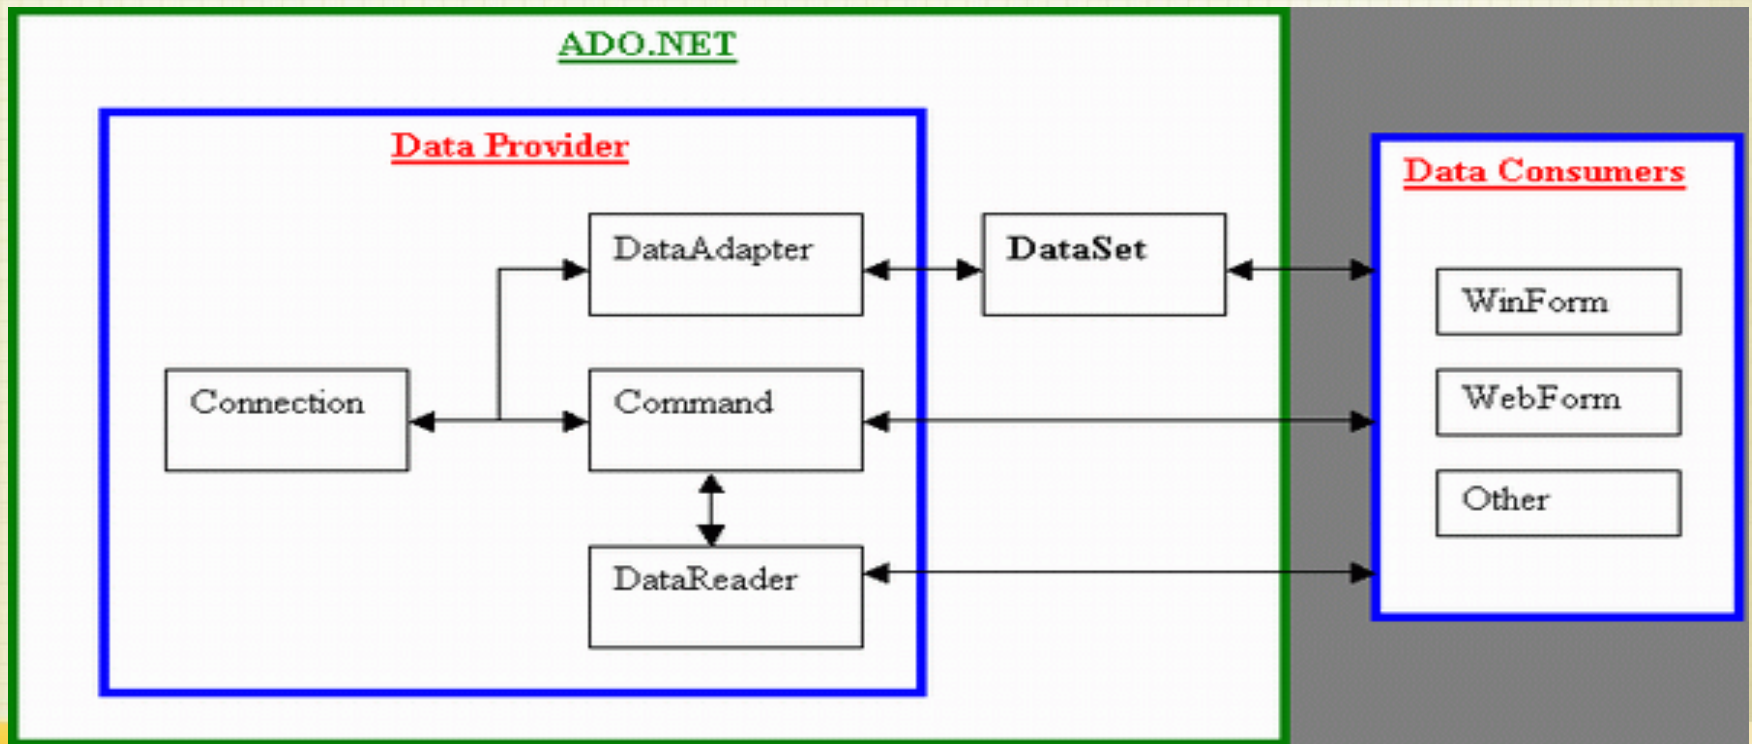 ADO.NET
Data Provider
Data Consumers
DataAdapter
DataSet
WinForm
Connection
Command
WebForm
Other
DataReader